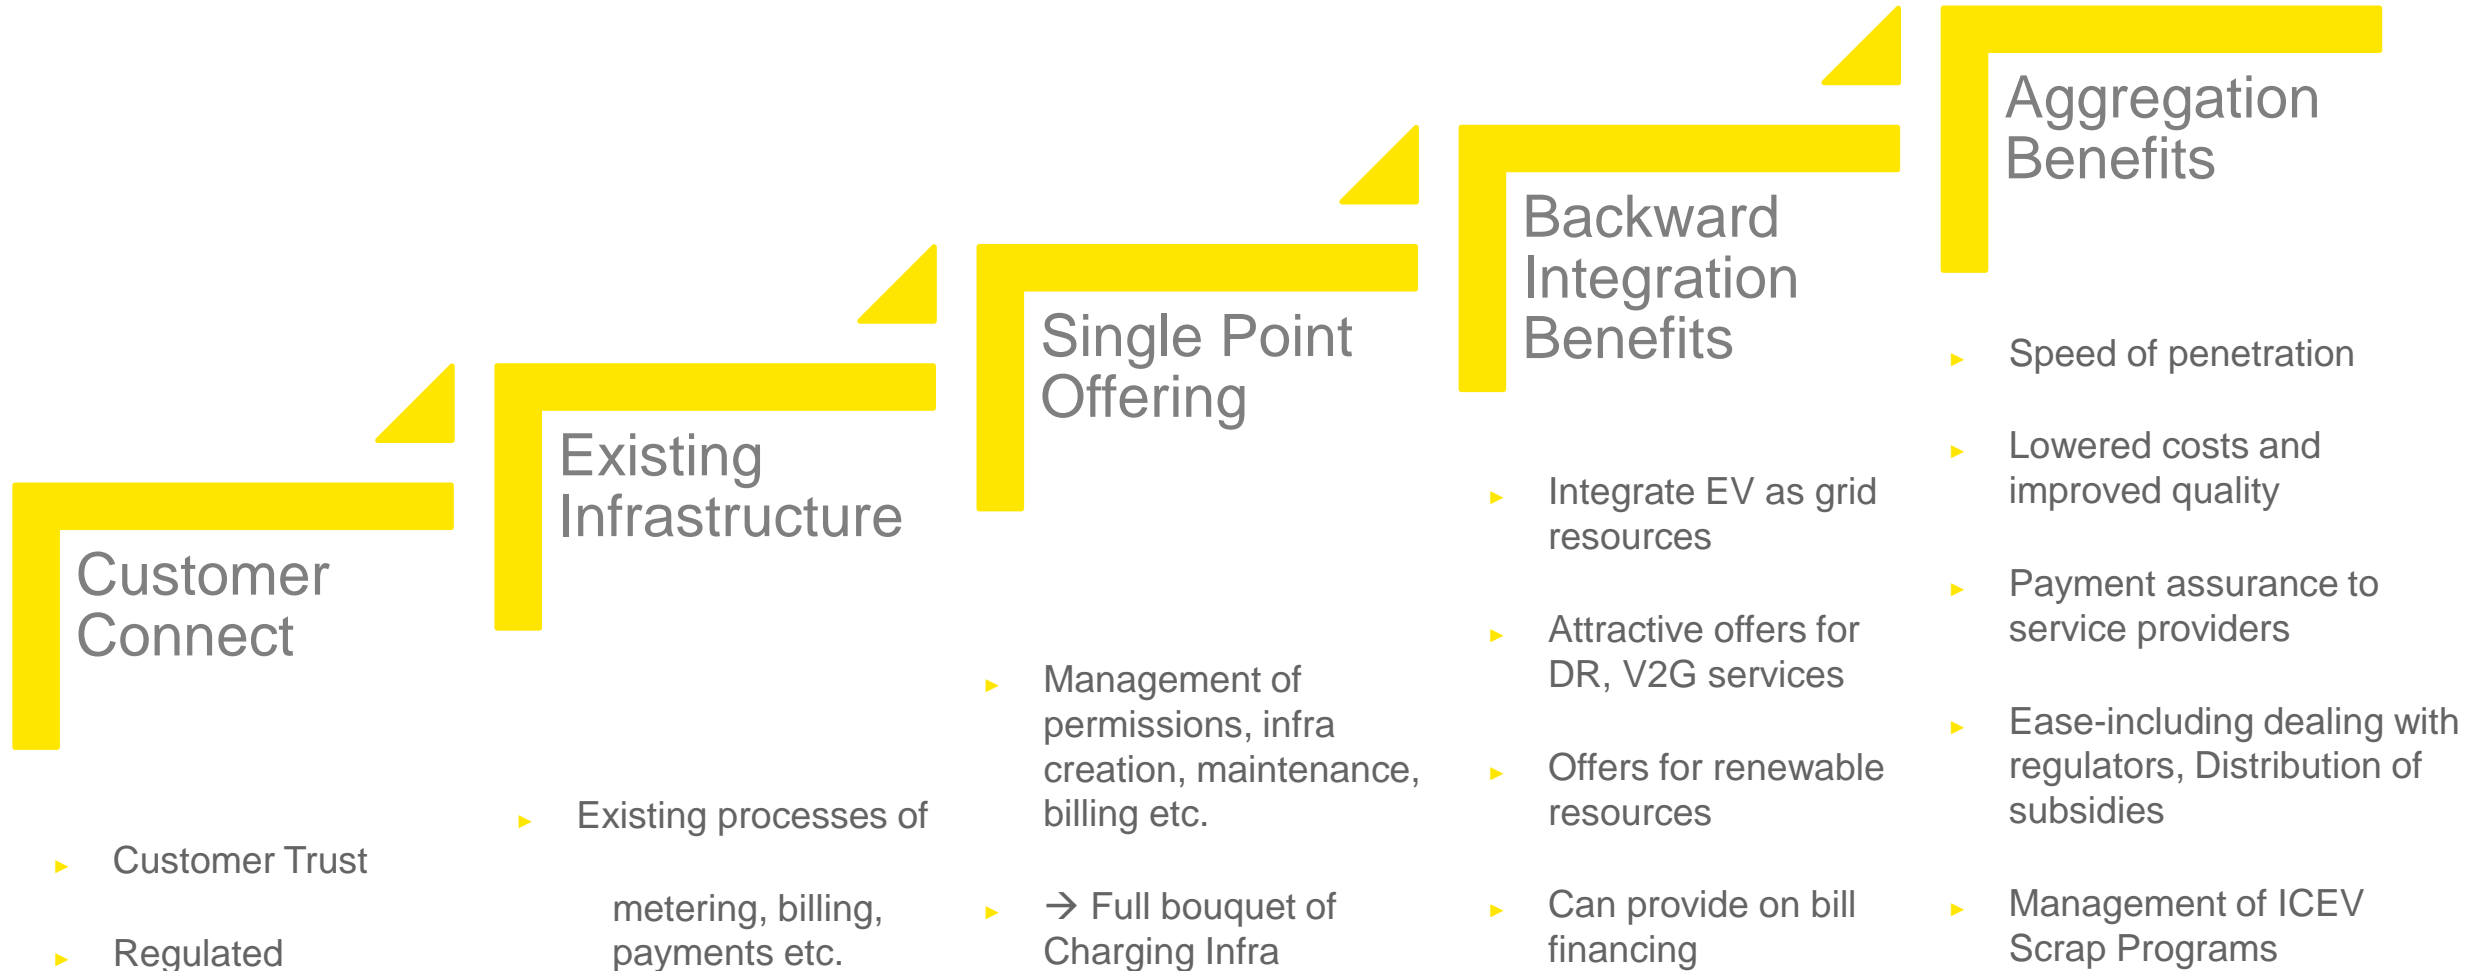 Customer
Connect
► Customer Trust
► Regulated
Existing
Infrastructure
► Existing processes of
metering, billing,
payments etc.
Single Point
Offering
► Management of
permissions, infra
creation, maintenance,
billing etc.
► → Full bouquet of
Charging Infra
Backward
Integration
Benefits
► Integrate EV as grid
resources
► Attractive offers for
DR, V2G services
► Offers for renewable
resources
► Can provide on bill
financing
Aggregation
Benefits
► Speed of penetration
► Lowered costs and
improved quality
► Payment assurance to
service providers
► Ease-including dealing with
regulators, Distribution of
subsidies
► Management of ICEV
Scrap Programs